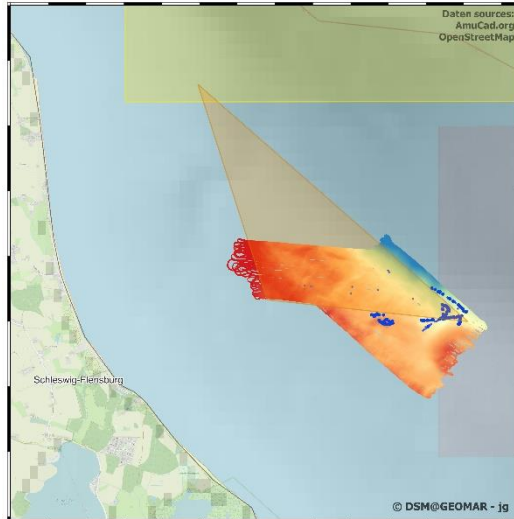 Daten sources:
AmuCad.org
OpenStreetMap
Schleswig-Flensburg
© DSM@GEOMAR - jg